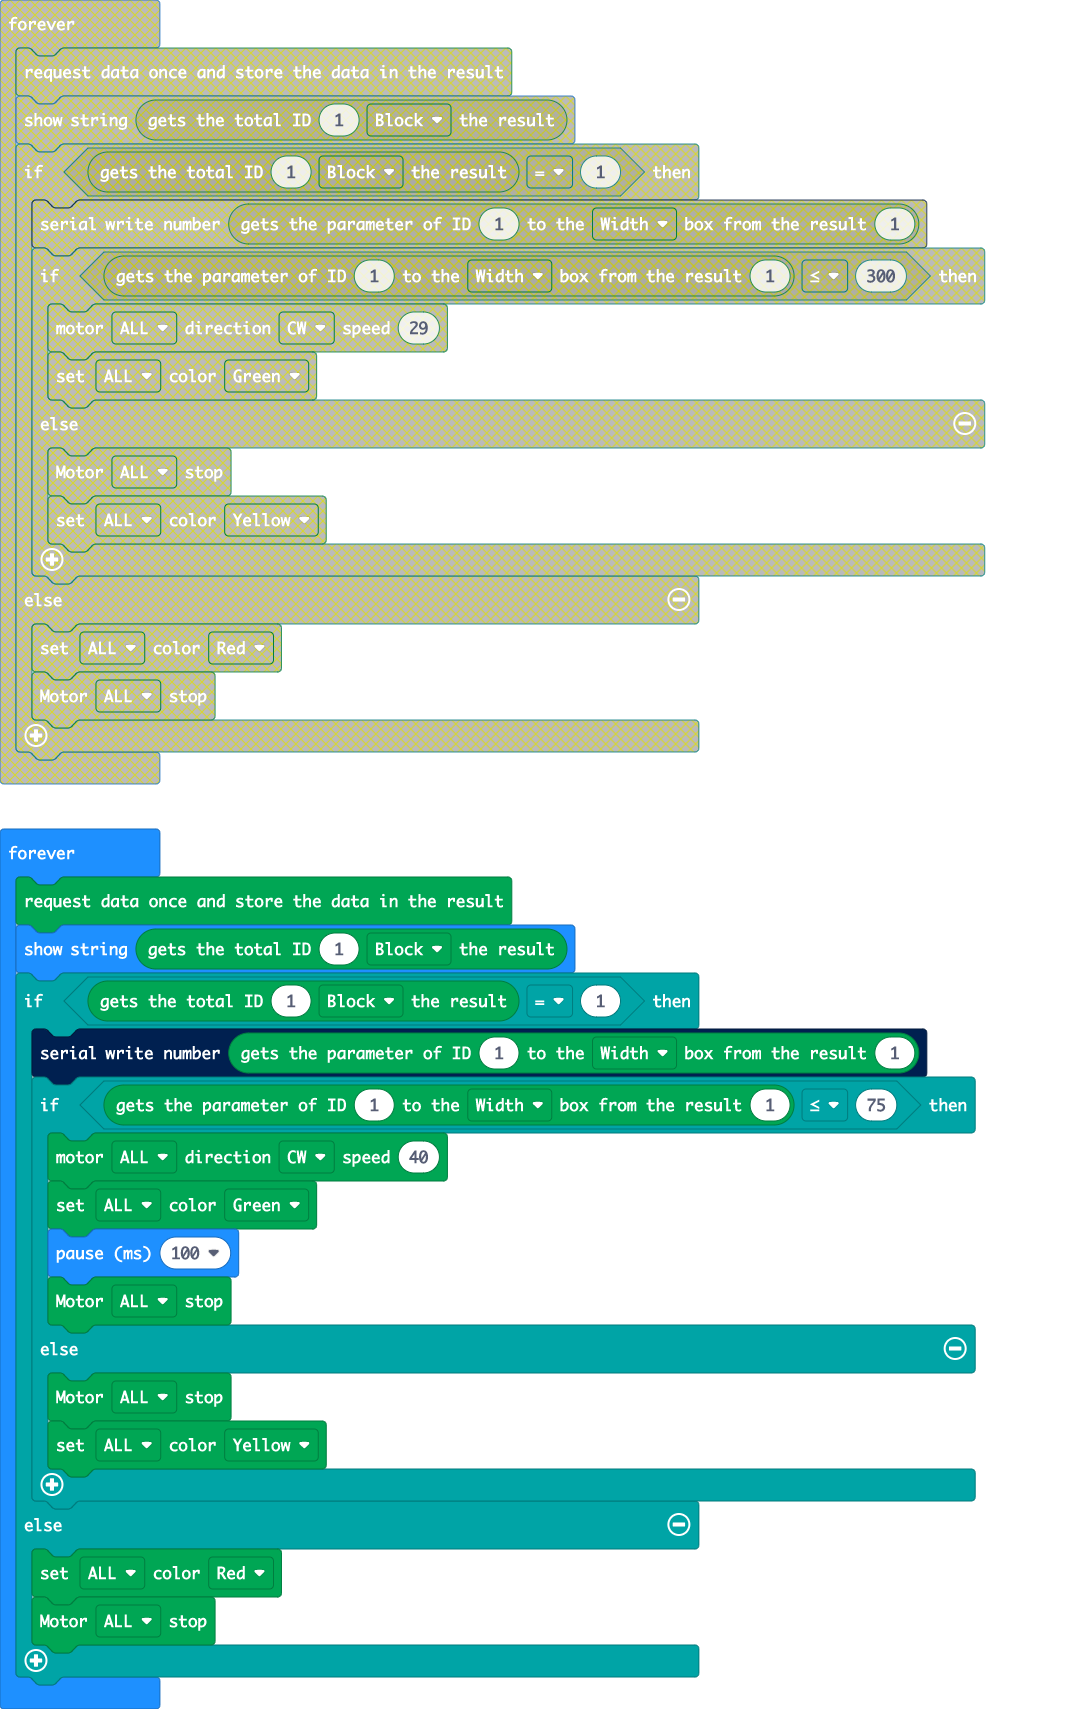 forever
request data once and store the data in the result
show string gets the total ID 1 Block the result
if gets the total ID 1 Block the result = 1 then
serial write number gets the parameter of ID 1 to the Width box from the result 1
if gets the parameter of ID 1 to the Width box from the result 1 ≤ 300 then
motor ALL direction CW speed 29
set ALL color Green
else
Motor ALL stop
set ALL color Yellow
else
set ALL color Red
Motor ALL stop
forever
request data once and store the data in the result
show string gets the total ID 1 Block the result
if gets the total ID 1 Block the result = 1 then
serial write number gets the parameter of ID 1 to the Width box from the result 1
if gets the parameter of ID 1 to the Width box from the result 1 ≤ 75 then
motor ALL direction CW speed 40
set ALL color Green
pause (ms) 100
Motor ALL stop
else
Motor ALL stop
set ALL color Yellow
else
set ALL color Red
Motor ALL stop